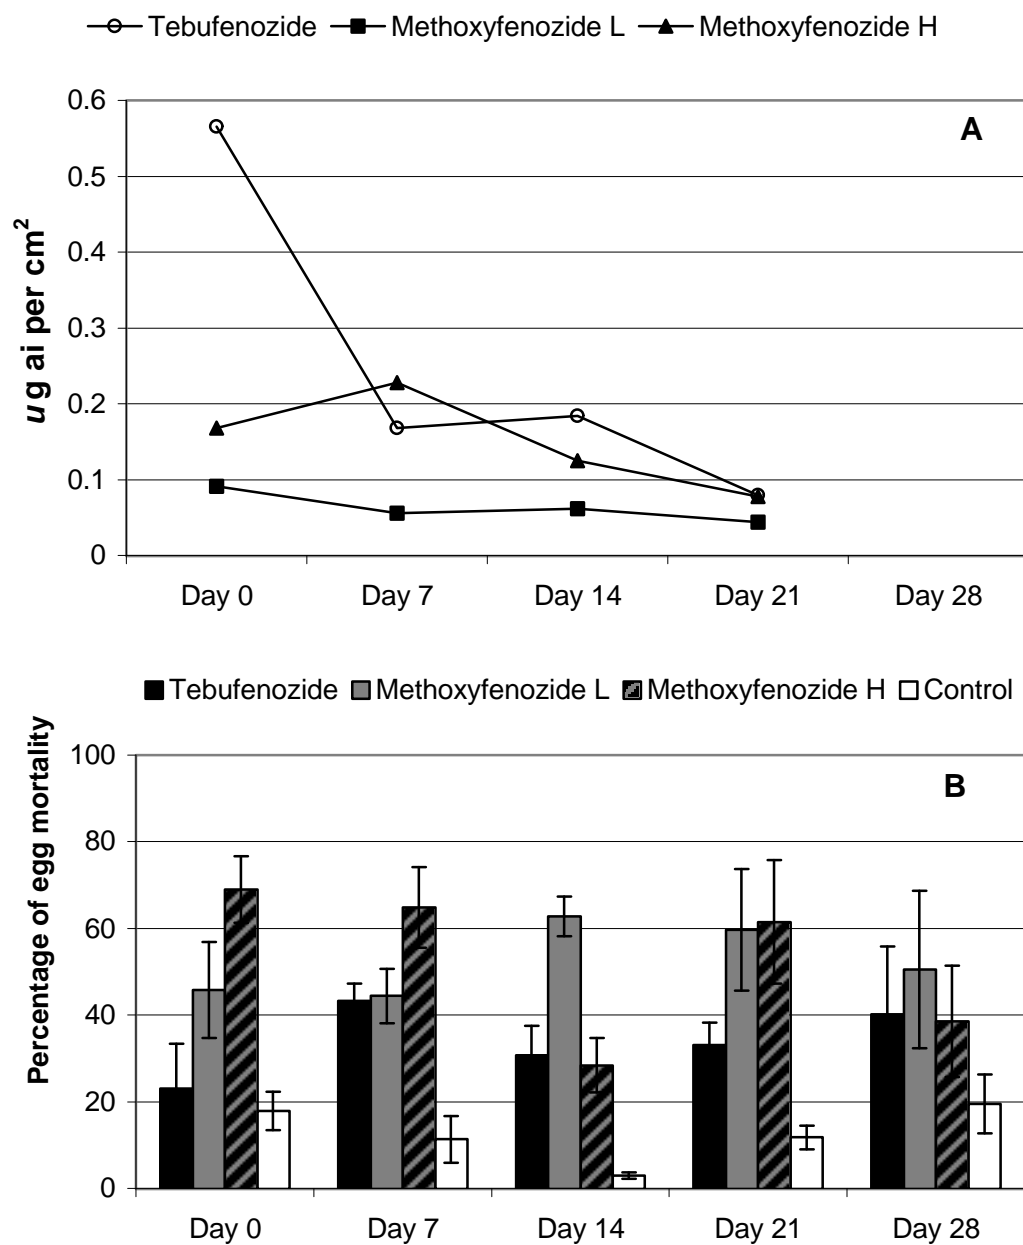 Tebufenozide Methoxyfenozide L Methoxyfenozide H
A
ug ai per cm²
0.6
0.5
0.4
0.3
0.2
0.1
0
Day 0 Day 7 Day 14 Day 21 Day 28
Tebufenozide Methoxyfenozide L Methoxyfenozide H Control
B
Percentage of egg mortality
100
80
60
40
20
0
Day 0 Day 7 Day 14 Day 21 Day 28